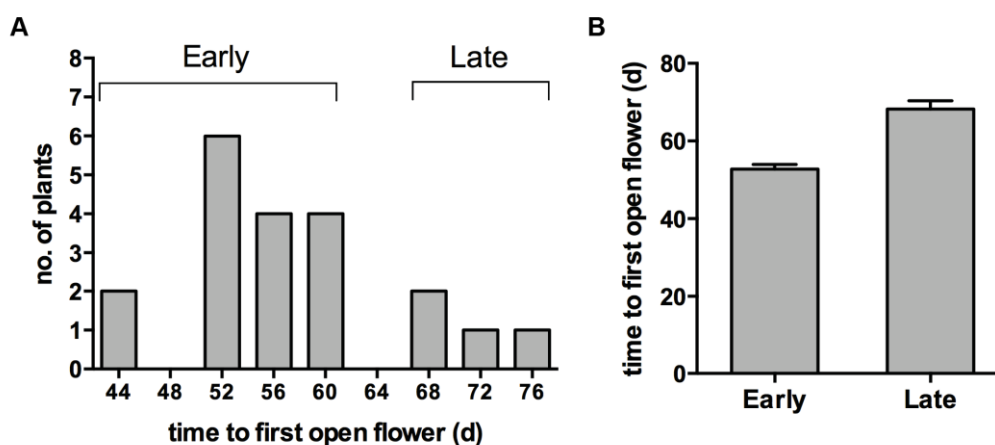 A
Early
Late
8
7
6
5
4
3
2
1
0
no. of plants
44 48 52 56 60 64 68 72 76
time to first open flower (d)
B
80
60
40
20
0
time to first open flower (d)
Early Late